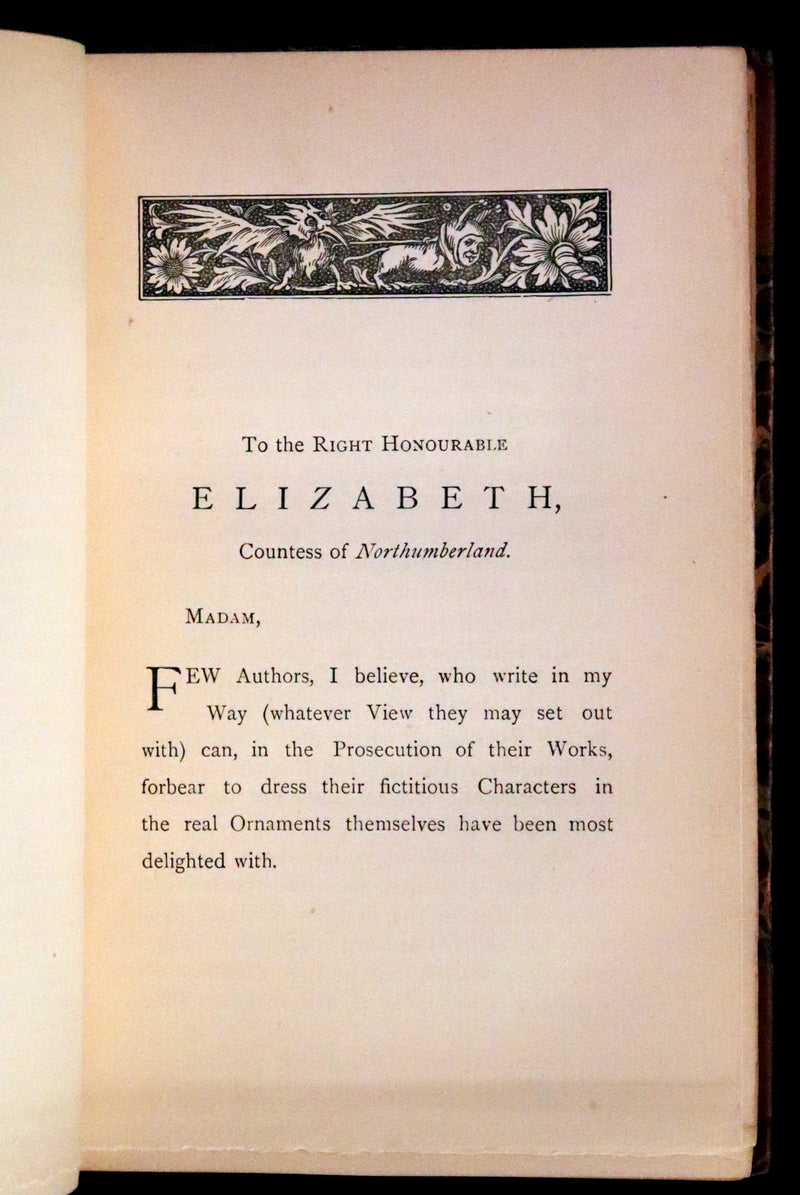 To the RIGHT HONOURABLE
ELIZABETH,
Countess of Northumberland.
MADAM,
FEW Authors, I believe, who write in my
Way (whatever View they may set out
with) can, in the Prosecution of their Works,
forbear to dress their fictitious Characters in
the real Ornaments themselves have been most
delighted with.